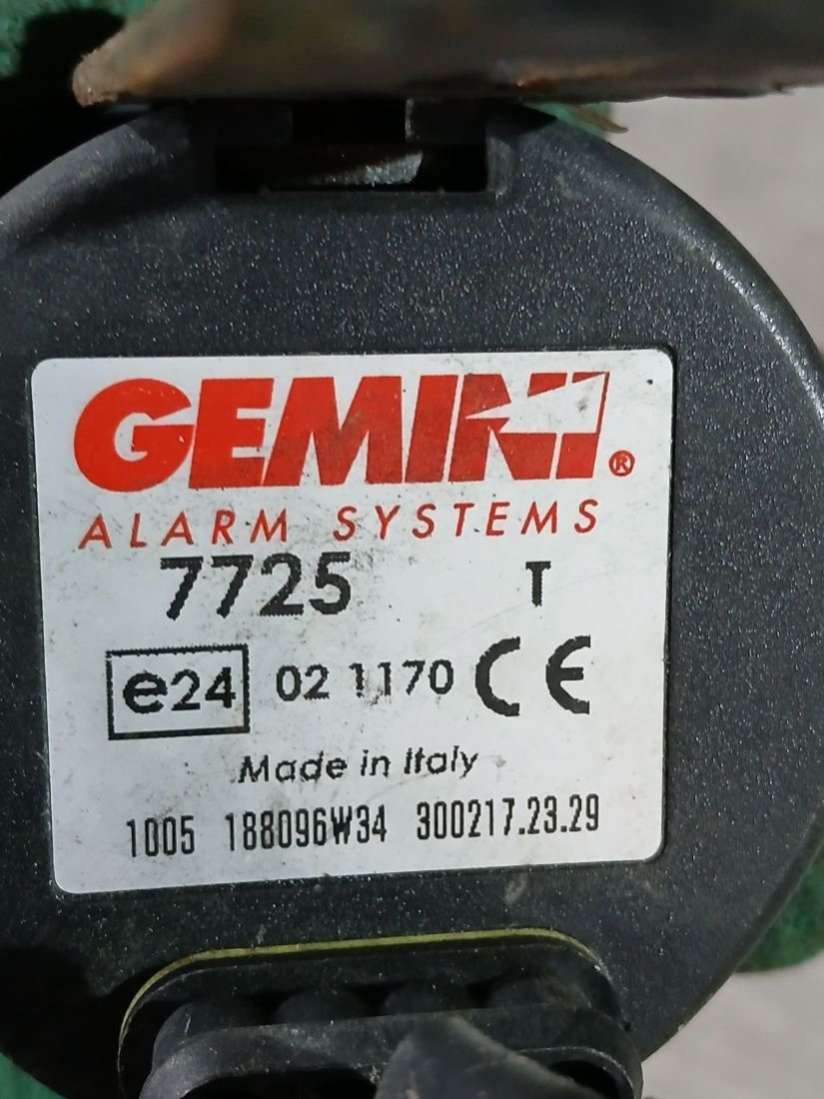 GEMINI®
ALARM SYSTEMS
7725 T
e24 02 1170 CE
Made in Italy
1005 188096W34 300217.23.29